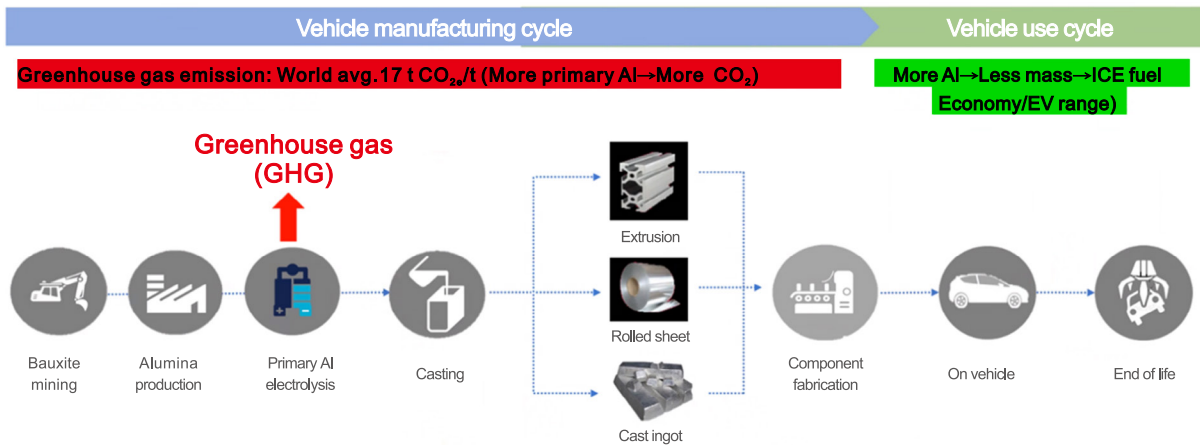 Vehicle manufacturing cycle
Vehicle use cycle
Greenhouse gas emission: World avg.17 t CO₂ₑ/t (More primary Al→More CO₂)
More Al→Less mass→ICE fuel
Economy/EV range)
Greenhouse gas
(GHG)
Extrusion
Rolled sheet
Cast ingot
Bauxite
mining
Alumina
production
Primary Al
electrolysis
Casting
Component
fabrication
On vehicle
End of life